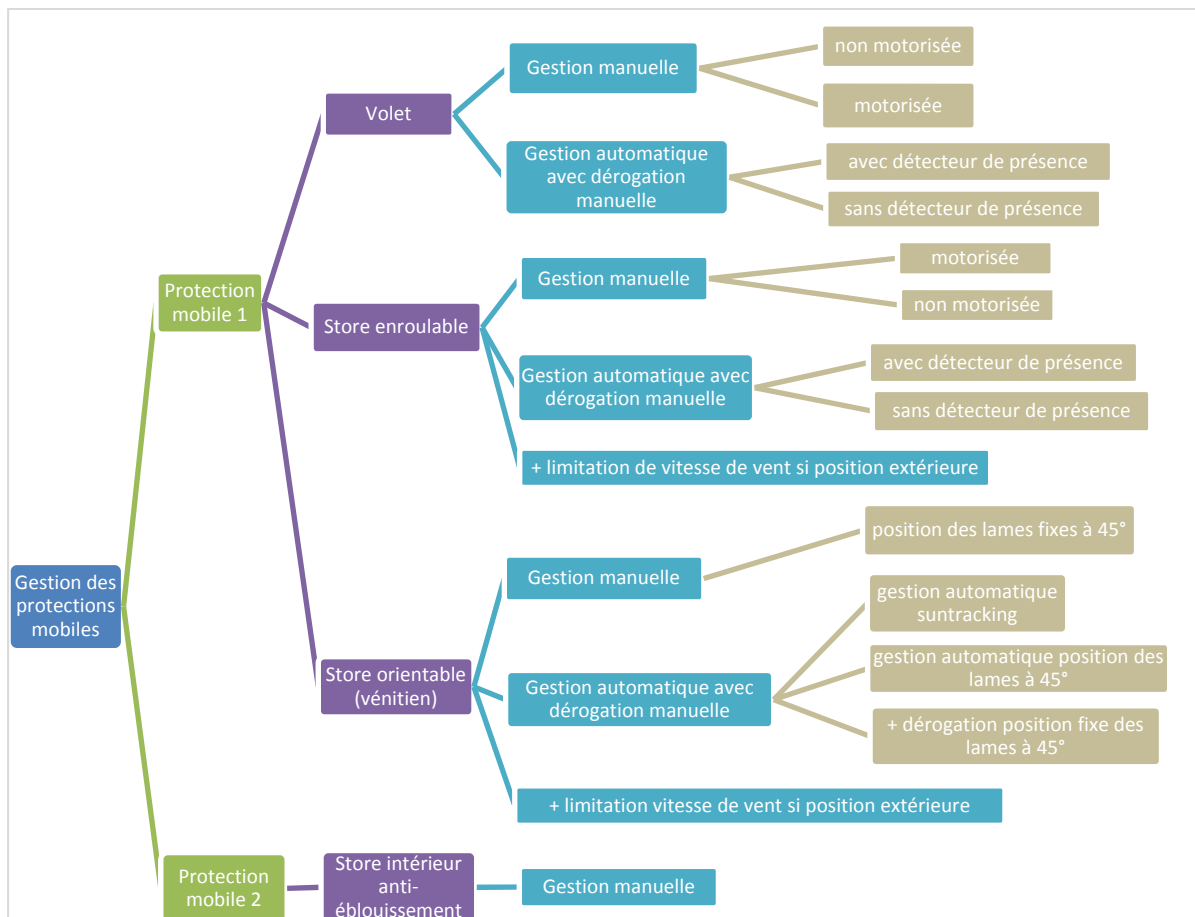 Gestion des
protections
mobiles
Protection
mobile 1
Volet
Gestion manuelle
non motorisée
motorisée
Gestion automatique
avec dérogation
manuelle
avec détecteur de présence
sans détecteur de présence
Store enroulable
Gestion manuelle
motorisée
non motorisée
Gestion automatique avec
dérogation manuelle
avec détecteur de présence
sans détecteur de présence
+ limitation de vitesse de vent si position extérieure
Store orientable
(vénitien)
Gestion manuelle
position des lames fixes à 45°
Gestion automatique avec
dérogation manuelle
gestion automatique
suntracking
gestion automatique position des
lames à 45°
+ dérogation position fixe des
lames à 45°
+ limitation vitesse de vent si position extérieure
Protection
mobile 2
Store intérieur
anti-
éblouissement
Gestion manuelle